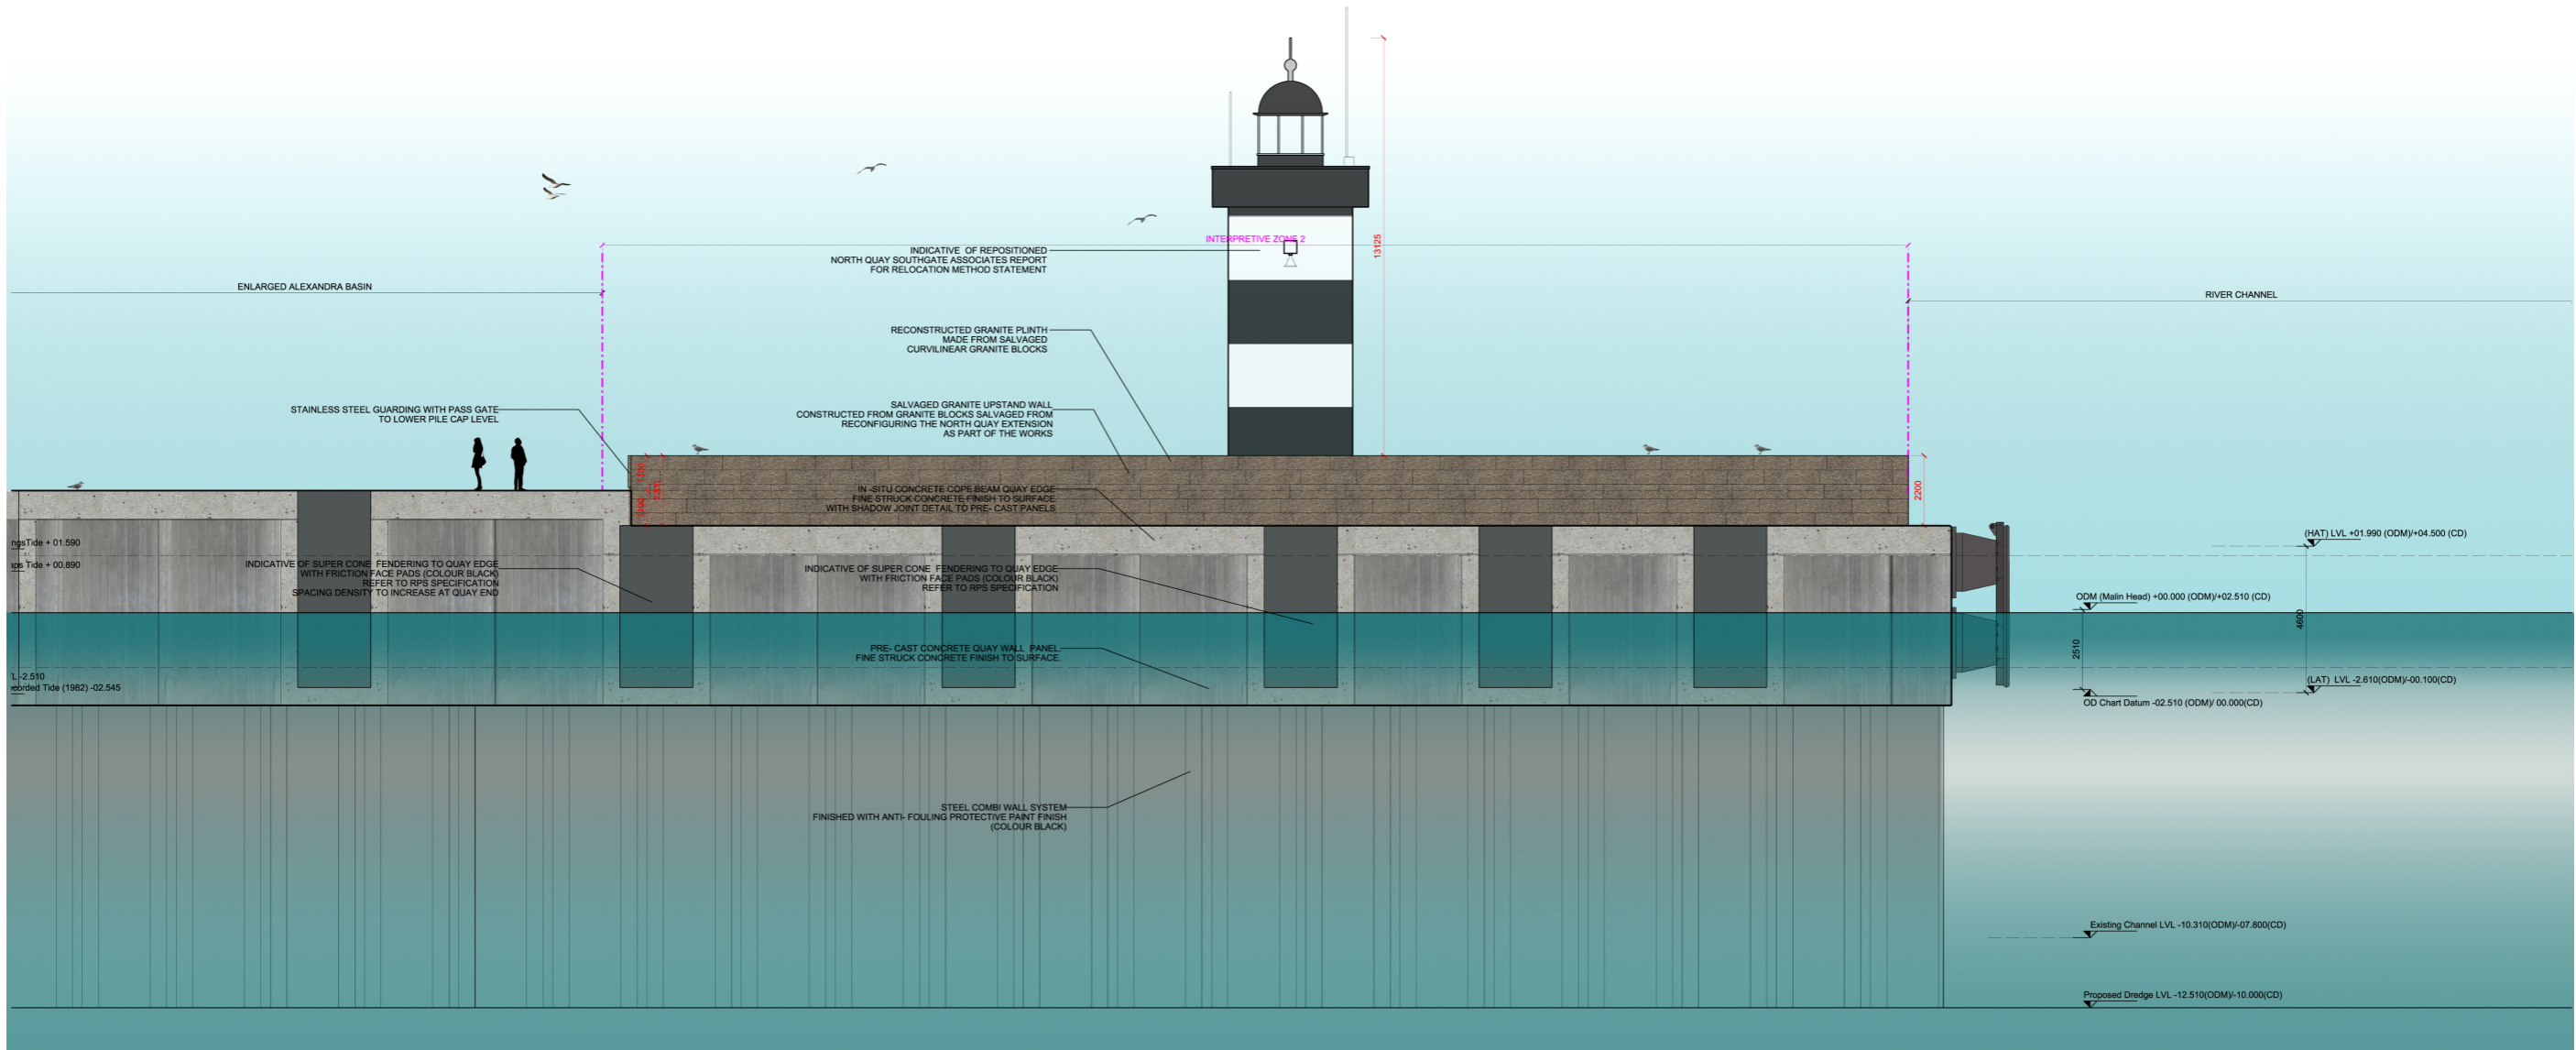 INTERPRETIVE ZONE 2
INDICATIVE OF REPOSITIONED
NORTH QUAY SOUTHGATE ASSOCIATES REPORT
FOR RELOCATION METHOD STATEMENT
13125
ENLARGED ALEXANDRA BASIN
RIVER CHANNEL
RECONSTRUCTED GRANITE PLINTH
MADE FROM SALVAGED
CURVILINEAR GRANITE BLOCKS
STAINLESS STEEL GUARDING WITH PASS GATE
TO LOWER PILE CAP LEVEL
SALVAGED GRANITE UPSTAND WALL
CONSTRUCTED FROM GRANITE BLOCKS SALVAGED FROM
RECONFIGURING THE NORTH QUAY EXTENSION
AS PART OF THE WORKS
1100
2200
IN -SITU CONCRETE COPE BEAM QUAY EDGE
FINE STRUCK CONCRETE FINISH TO SURFACE
WITH SHADOW JOINT DETAIL TO PRE- CAST PANELS
(HAT) LVL +01.990 (ODM)/+04.500 (CD)
Tide + 01.590
Tide + 00.890
INDICATIVE OF SUPER CONE FENDERING TO QUAY EDGE
WITH FRICTION FACE PADS (COLOUR BLACK)
REFER TO RPS SPECIFICATION
SPACING DENSITY TO INCREASE AT QUAY END
INDICATIVE OF SUPER CONE FENDERING TO QUAY EDGE
WITH FRICTION FACE PADS (COLOUR BLACK)
REFER TO RPS SPECIFICATION
ODM (Malin Head) +00.000 (ODM)/+02.510 (CD)
4600
2510
PRE- CAST CONCRETE QUAY WALL PANEL
FINE STRUCK CONCRETE FINISH TO SURFACE.
-2.510
Tide (1982) -02.545
(LAT) LVL -2.610(ODM)/-00.100(CD)
OD Chart Datum -02.510 (ODM)/ 00.000(CD)
STEEL COMBI WALL SYSTEM
FINISHED WITH ANTI- FOULING PROTECTIVE PAINT FINISH
(COLOUR BLACK)
Existing Channel LVL -10.310(ODM)/-07.800(CD)
Proposed Dredge LVL -12.510(ODM)/-10.000(CD)